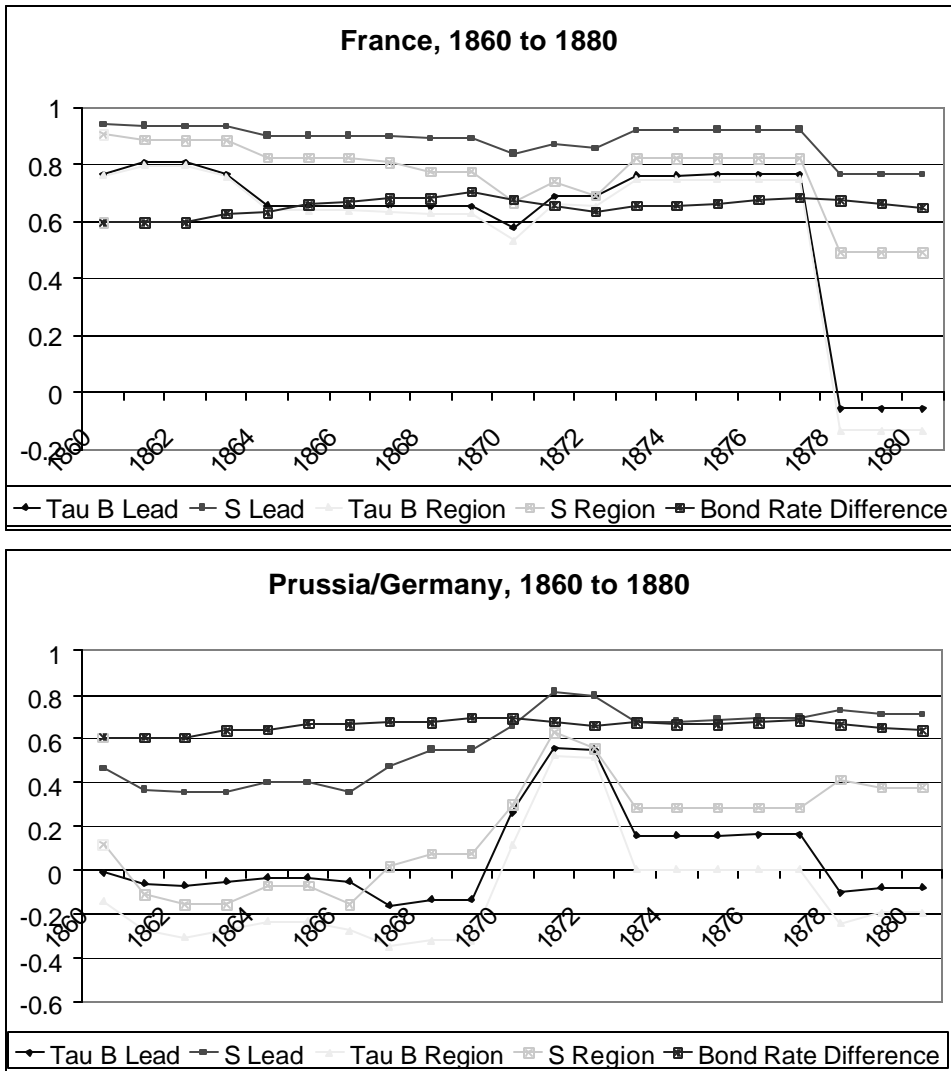 France, 1860 to 1880
1
0.8
0.6
0.4
0.2
0
-0.2
1860 1862 1864 1866 1868 1870 1872 1874 1876 1878 1880
Tau B Lead S Lead Tau B Region S Region Bond Rate Difference
Prussia/Germany, 1860 to 1880
1
0.8
0.6
0.4
0.2
0
-0.2
-0.4
-0.6
1860 1862 1864 1866 1868 1870 1872 1874 1876 1878 1880
Tau B Lead S Lead Tau B Region S Region Bond Rate Difference